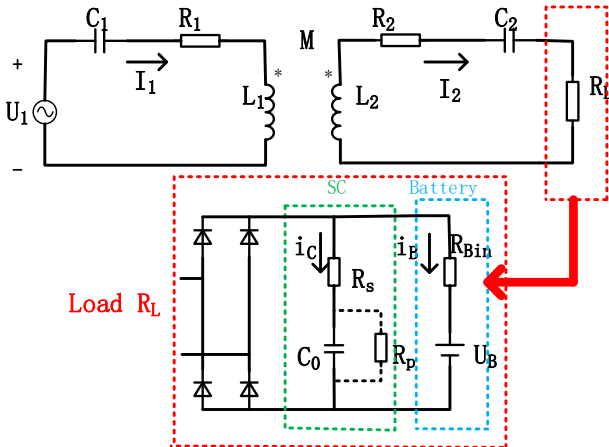 C1 R1 M R2 C2
+ * *
I1 L1 L2 I2 RL
U1
−
SC Battery
iC iB RBin
Load RL Rs
C0 Rp UB